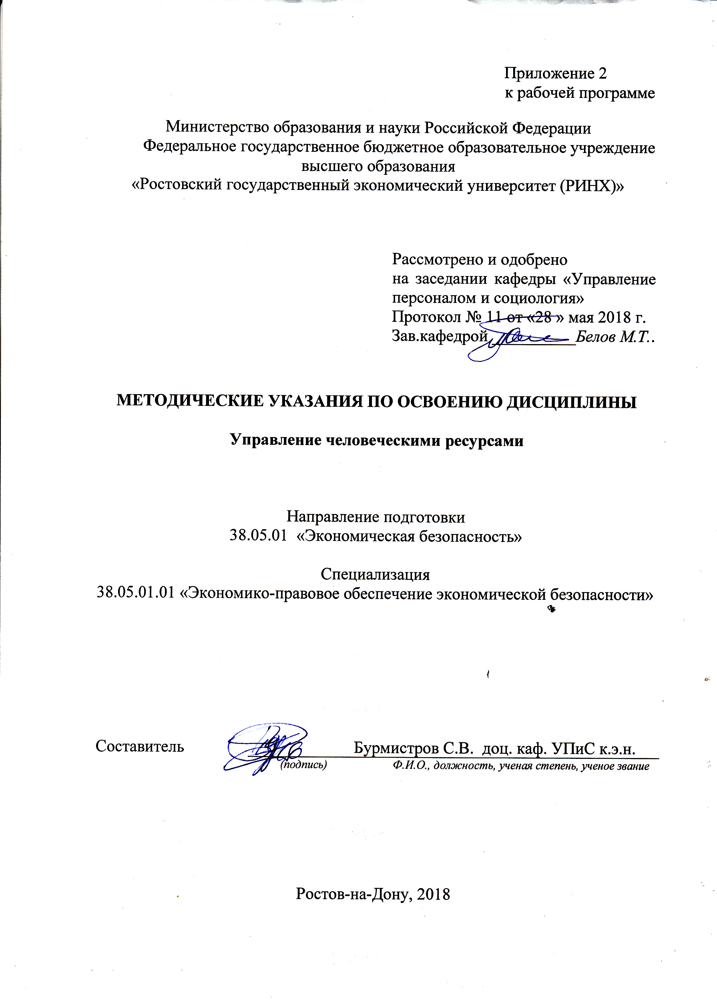 Приложение 2
к рабочей программе
Министерство образования и науки Российской Федерации
Федеральное государственное бюджетное образовательное учреждение
высшего образования
«Ростовский государственный экономический университет (РИНХ)»
Рассмотрено и одобрено
на заседании кафедры «Управление
персоналом и социология»
Протокол № 11 от «28 » мая 2018 г.
Зав.кафедрой Белов М.Т..
МЕТОДИЧЕСКИЕ УКАЗАНИЯ ПО ОСВОЕНИЮ ДИСЦИПЛИНЫ
Управление человеческими ресурсами
Направление подготовки
38.05.01 «Экономическая безопасность»
Специализация
38.05.01.01 «Экономико-правовое обеспечение экономической безопасности»
Составитель Бурмистров С.В. доц. каф. УПиС к.э.н.
(подпись) Ф.И.О., должность, ученая степень, ученое звание
Ростов-на-Дону, 2018